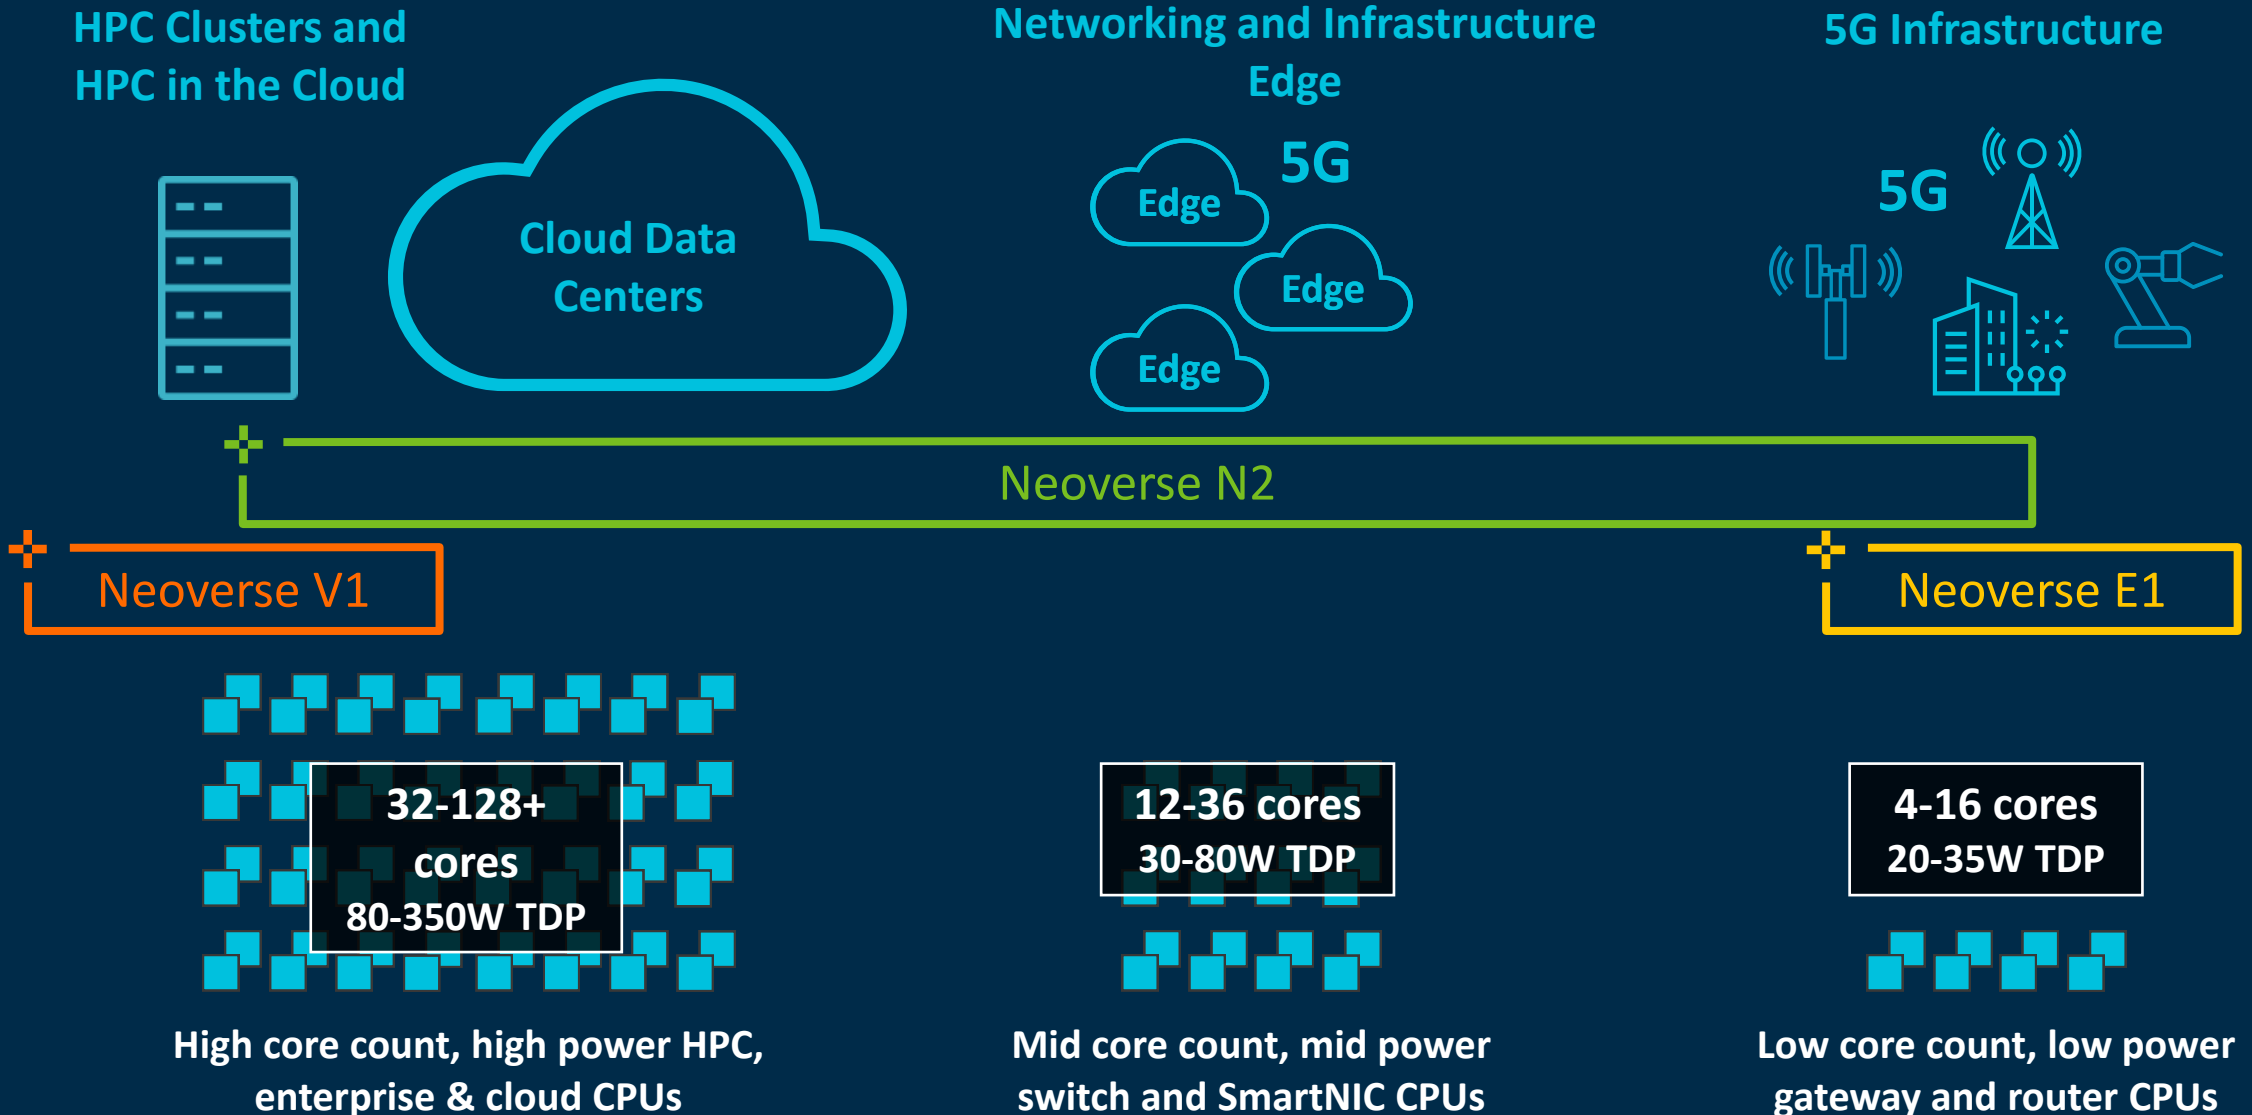 HPC Clusters and
HPC in the Cloud
Networking and Infrastructure
Edge
5G Infrastructure
Cloud Data
Centers
5G
Edge
Edge
Edge
5G
Neoverse N2
Neoverse V1
Neoverse E1
32-128+
cores
80-350W TDP
12-36 cores
30-80W TDP
4-16 cores
20-35W TDP
High core count, high power HPC,
enterprise & cloud CPUs
Mid core count, mid power
switch and SmartNIC CPUs
Low core count, low power
gateway and router CPUs